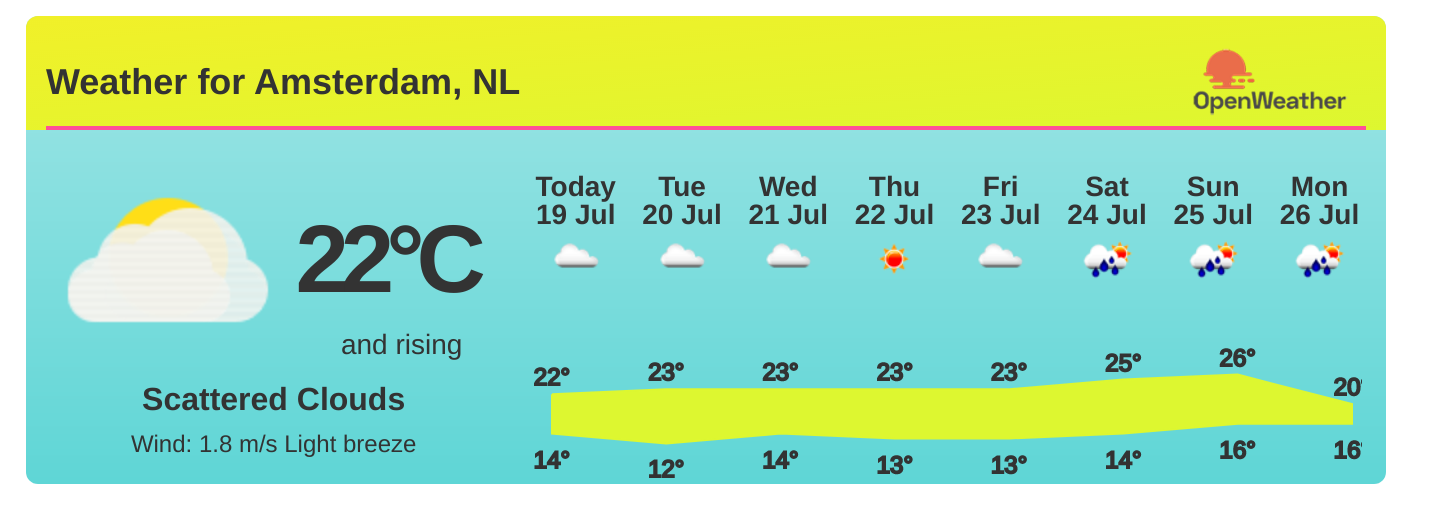 Weather for Amsterdam, NL
OpenWeather
22°C
and rising
Scattered Clouds
Wind: 1.8 m/s Light breeze
Today Tue Wed Thu Fri Sat Sun Mon
19 Jul 20 Jul 21 Jul 22 Jul 23 Jul 24 Jul 25 Jul 26 Jul
22° 23° 23° 23° 23° 25° 26° 20°
14° 12° 14° 13° 13° 14° 16° 16°